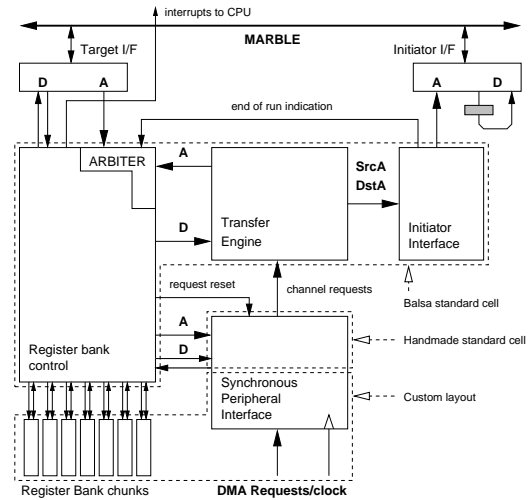 interrupts to CPU
Target I/F
MARBLE
Initiator I/F
D
A
A
D
end of run indication
ARBITER
A
SrcA
DstA
D
Transfer
Engine
Initiator
Interface
request reset
channel requests
Balsa standard cell
A
Handmade standard cell
Register bank
control
D
Synchronous
Peripheral
Interface
Custom layout
Register Bank chunks
DMA Requests/clock